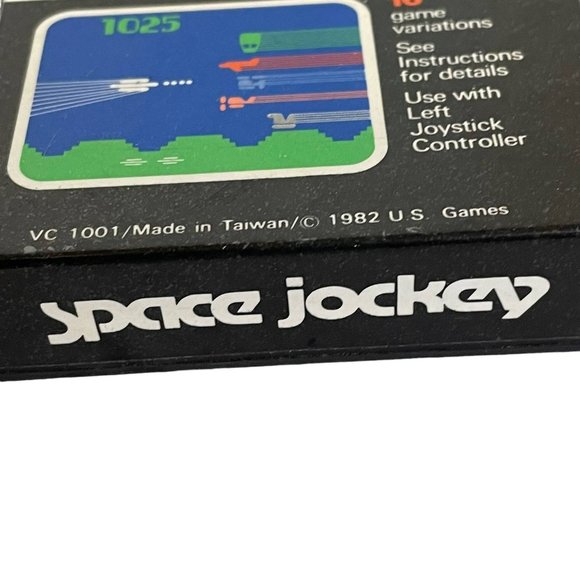 1025
game
variations
See
Instructions
for details
Use with
Left
Joystick
Controller
VC 1001/Made in Taiwan/© 1982 U.S. Games
space jockey